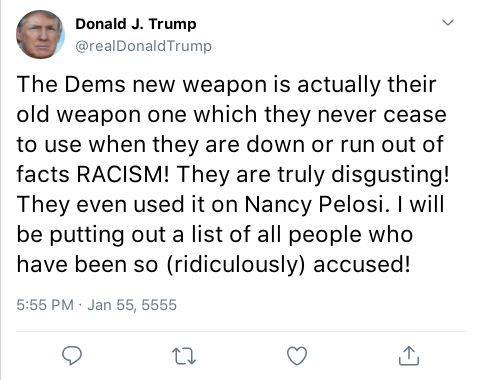 Donald J. Trump
@realDonaldTrump
The Dems new weapon is actually their
old weapon one which they never cease
to use when they are down or run out of
facts RACISM! They are truly disgusting!
They even used it on Nancy Pelosi. I will
be putting out a list of all people who
have been so (ridiculously) accused!
5:55 PM · Jan 55, 5555